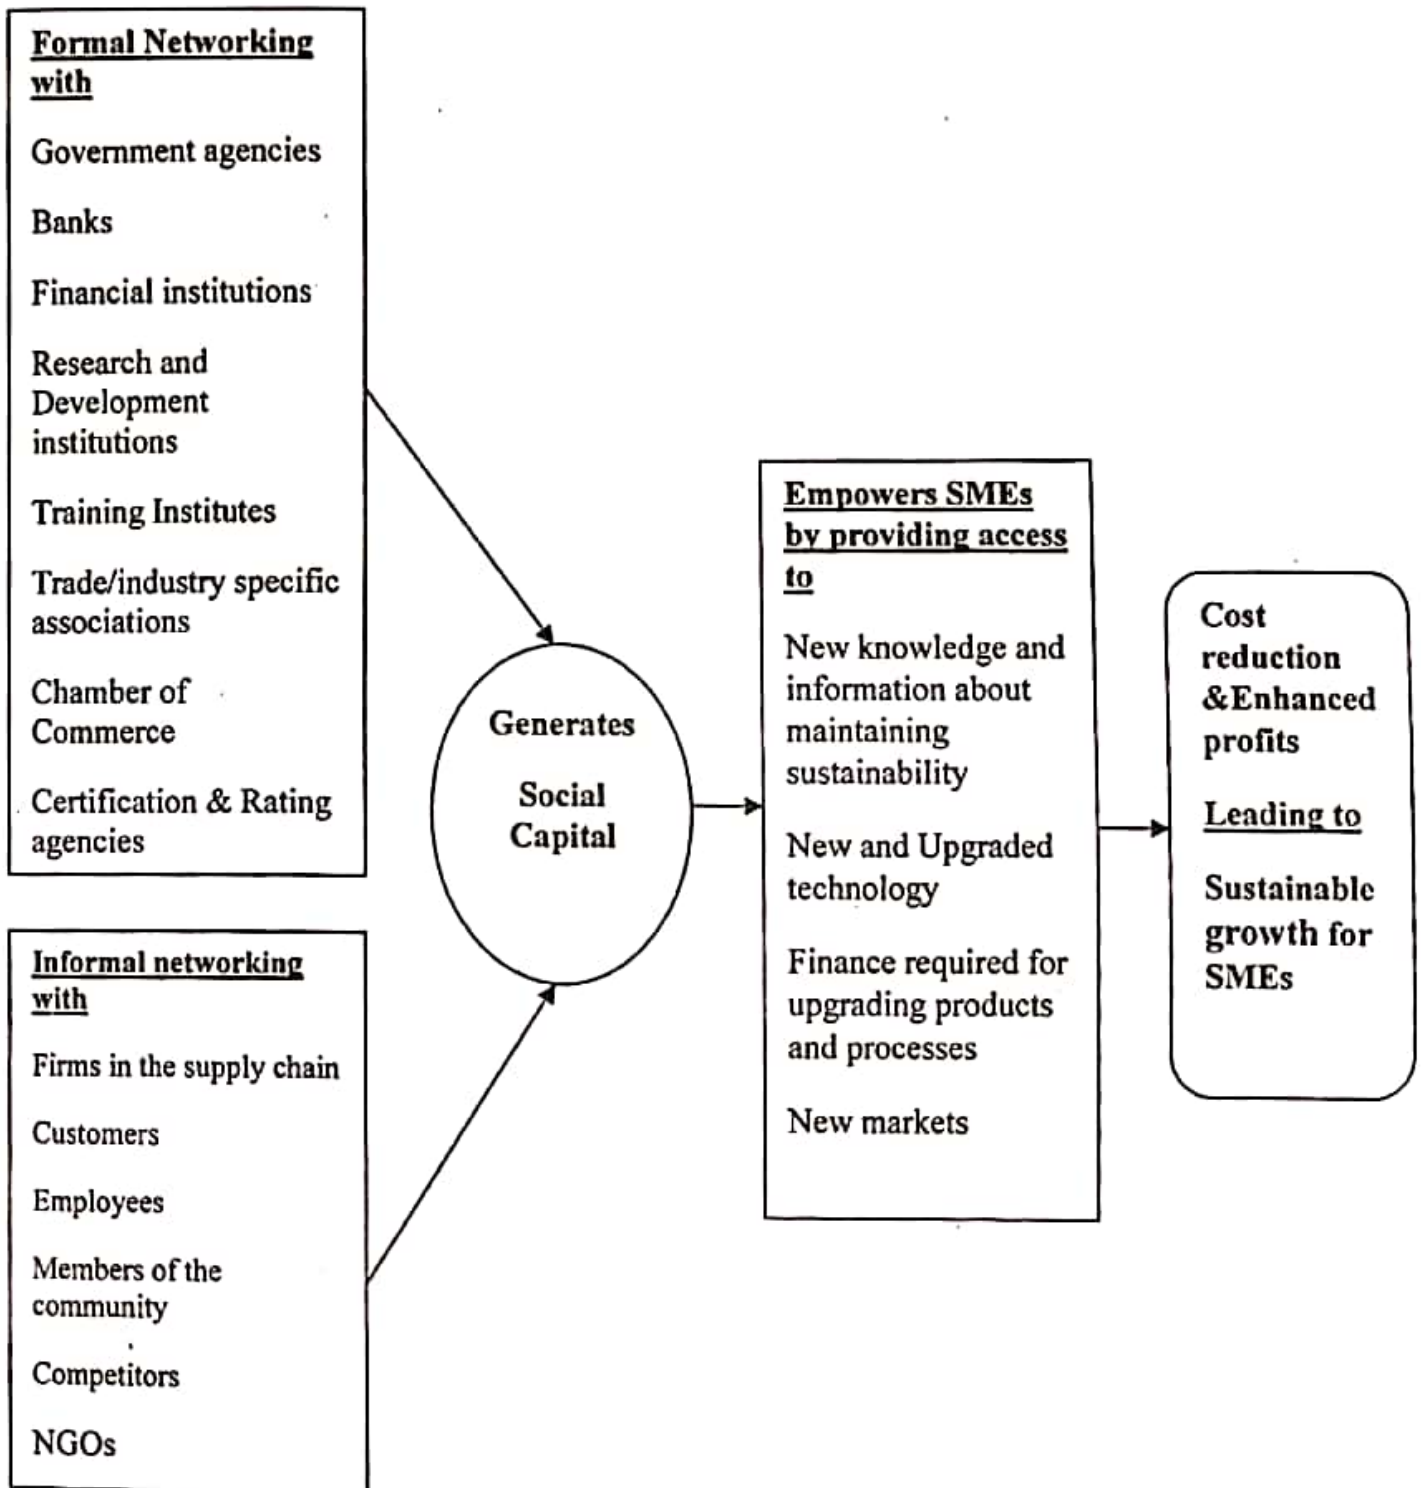 Formal Networking
with
Government agencies
Banks
Financial institutions
Research and
Development
institutions
Training Institutes
Trade/industry specific
associations
Chamber of
Commerce
Certification & Rating
agencies
Informal networking
with
Firms in the supply chain
Customers
Employees
Members of the
community
Competitors
NGOs
Generates
Social
Capital
Empowers SMEs
by providing access
to
New knowledge and
information about
maintaining
sustainability
New and Upgraded
technology
Finance required for
upgrading products
and processes
New markets
Cost
reduction
&Enhanced
profits
Leading to
Sustainable
growth for
SMEs